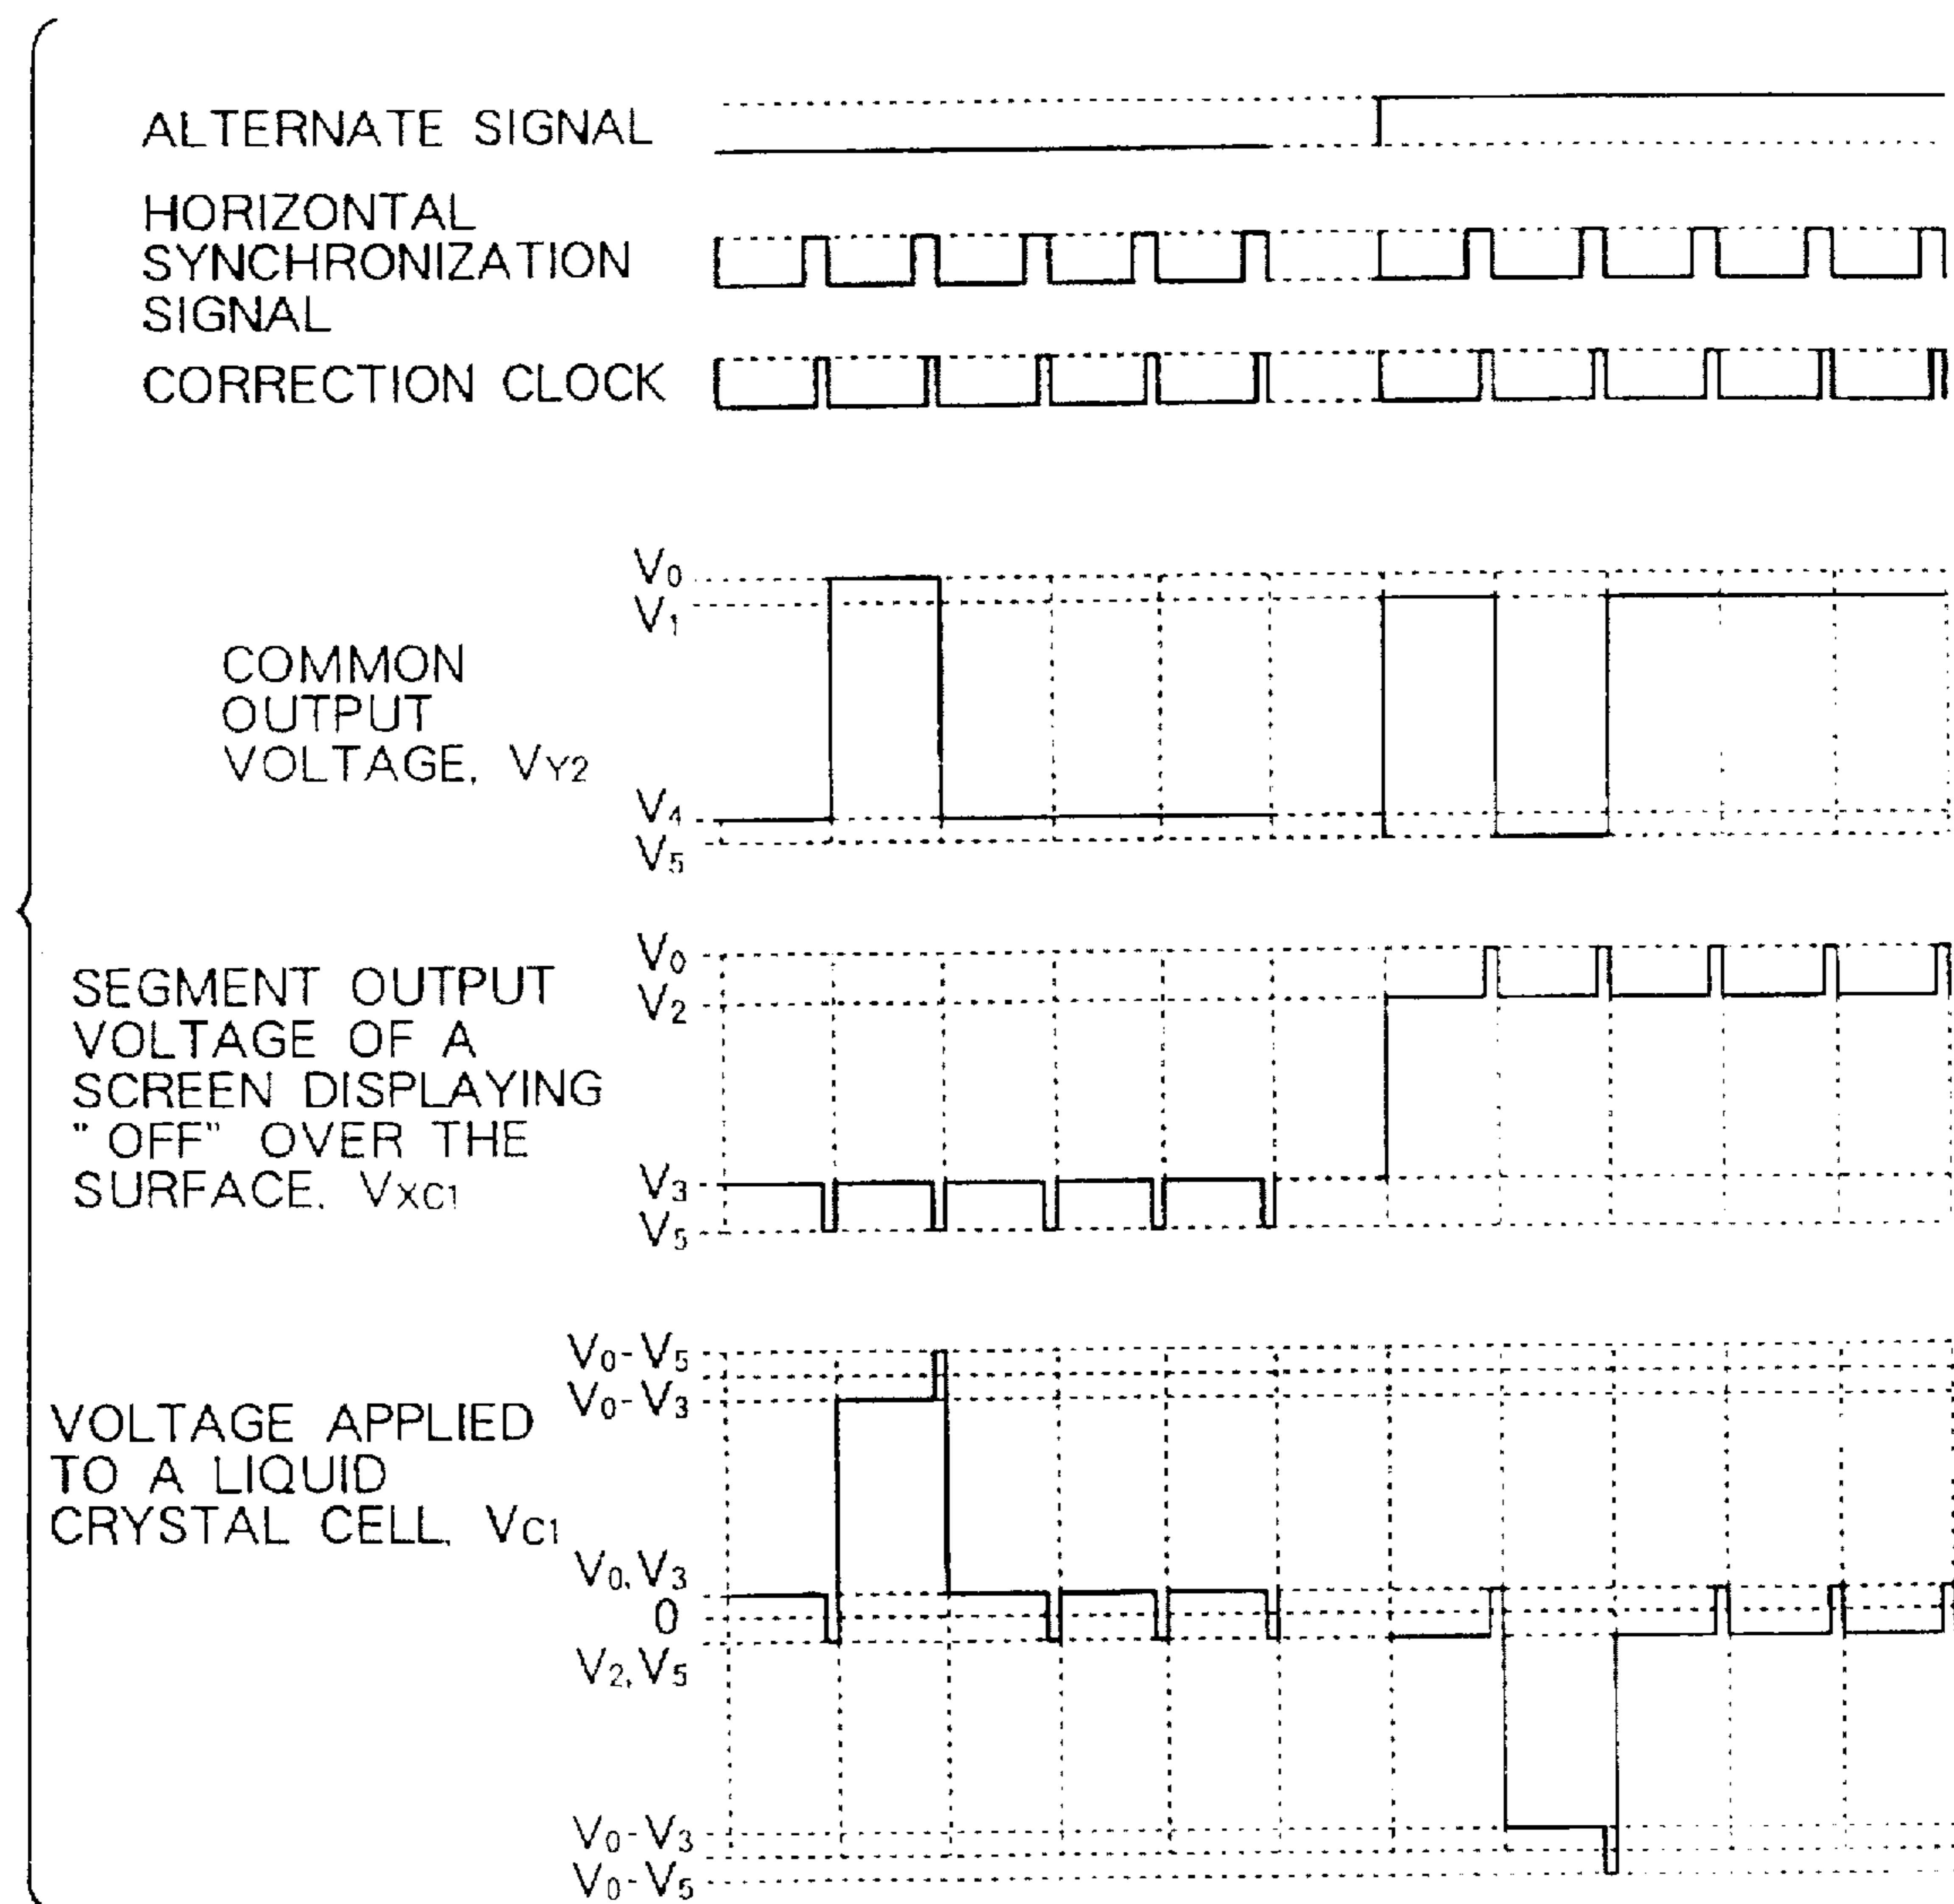 ALTERNATE SIGNAL
HORIZONTAL
SYNCHRONIZATION
SIGNAL
CORRECTION CLOCK
V0
V1
COMMON
OUTPUT
VOLTAGE, VY2
V4
V5
V0
V2
SEGMENT OUTPUT
VOLTAGE OF A
SCREEN DISPLAYING
"OFF" OVER THE
SURFACE, VXC1
V3
V5
V0-V5
V0-V3
VOLTAGE APPLIED
TO A LIQUID
CRYSTAL CELL, VC1
V0, V3
0
V2, V5
V0-V3
V0-V5